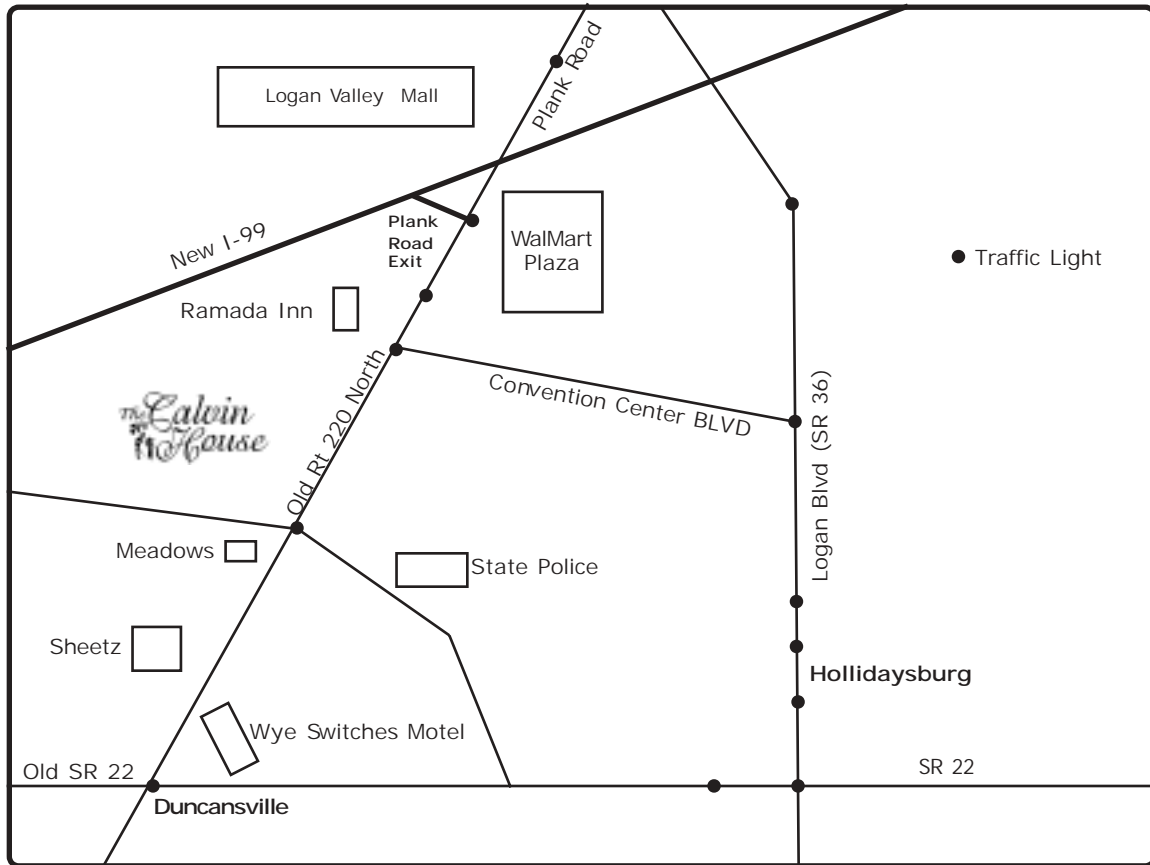 Plank Road
Logan Valley Mall
New I-99
Plank
Road
Exit
WalMart
Plaza
Traffic Light
Ramada Inn
The Calvin
House
Old Rt 220 North
Convention Center BLVD
Logan Blvd (SR 36)
Meadows
State Police
Sheetz
Hollidaysburg
Wye Switches Motel
Old SR 22
SR 22
Duncansville